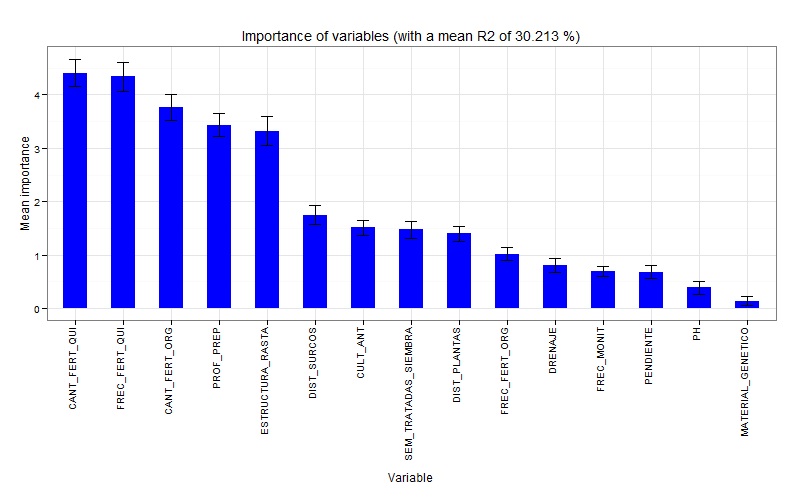 Importance of variables (with a mean R2 of 30.213 %)
Mean importance
4
3
2
1
0
CANT_FERT_QUI
FREC_FERT_QUI
CANT_FERT_ORG
PROF_PREP
ESTRUCTURA_RASTA
DIST_SURCOS
CULT_ANT
SEM_TRATADAS_SIEMBRA
DIST_PLANTAS
FREC_FERT_ORG
DRENAJE
FREC_MONIT
PENDIENTE
PH
MATERIAL_GENETICO
Variable